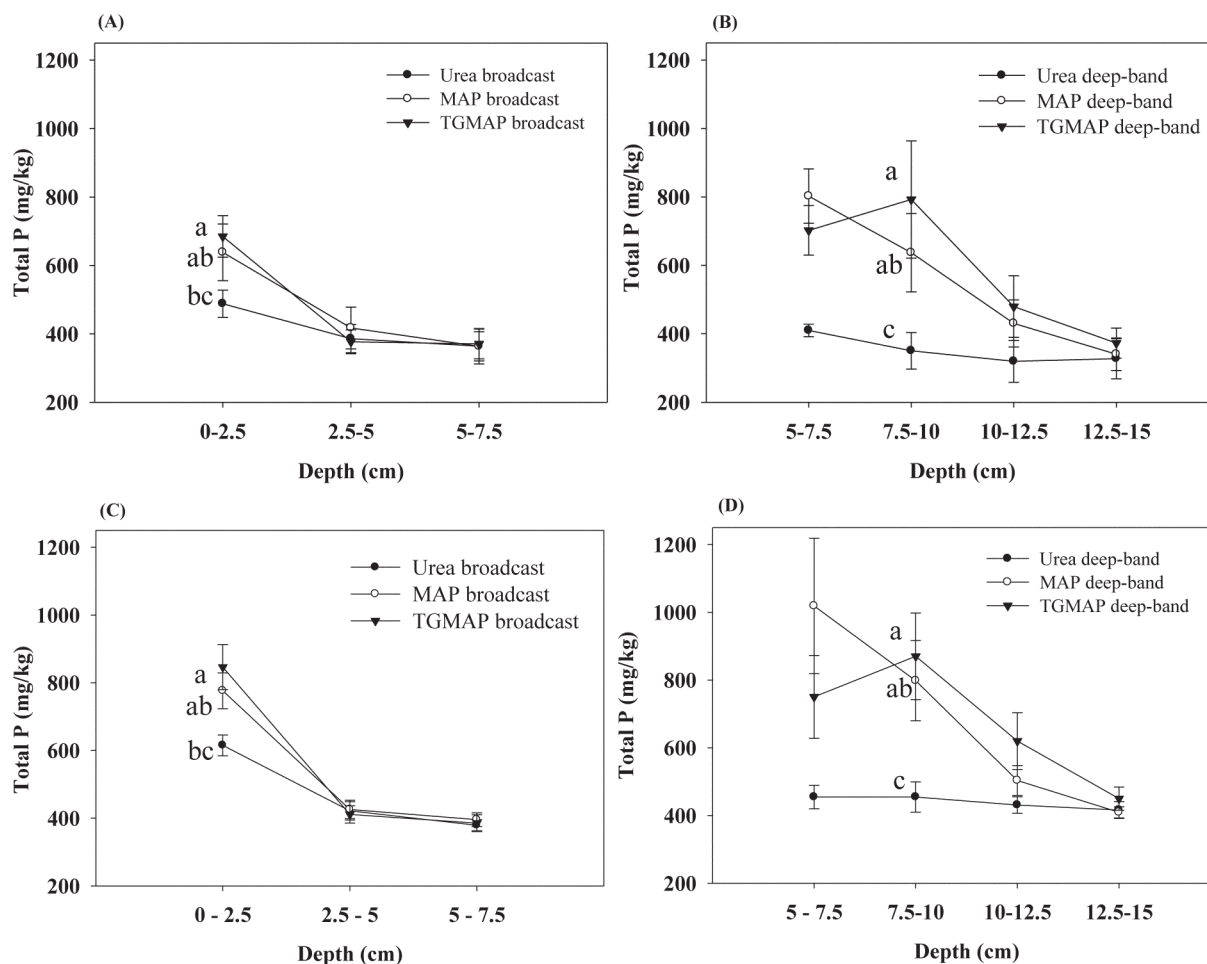 (A)
Total P (mg/kg)
1200
1000
800
600
400
200
Urea broadcast
MAP broadcast
TGMAP broadcast
a
ab
bc
0-2.5 2.5-5 5-7.5
Depth (cm)
(B)
Total P (mg/kg)
1200
1000
800
600
400
200
Urea deep-band
MAP deep-band
TGMAP deep-band
a
ab
c
5-7.5 7.5-10 10-12.5 12.5-15
Depth (cm)
(C)
Total P (mg/kg)
1200
1000
800
600
400
200
Urea broadcast
MAP broadcast
TGMAP broadcast
a
ab
bc
0 - 2.5 2.5 - 5 5 - 7.5
Depth (cm)
(D)
Total P (mg/kg)
1200
1000
800
600
400
200
Urea deep-band
MAP deep-band
TGMAP deep-band
a
ab
c
5 - 7.5 7.5-10 10-12.5 12.5-15
Depth (cm)